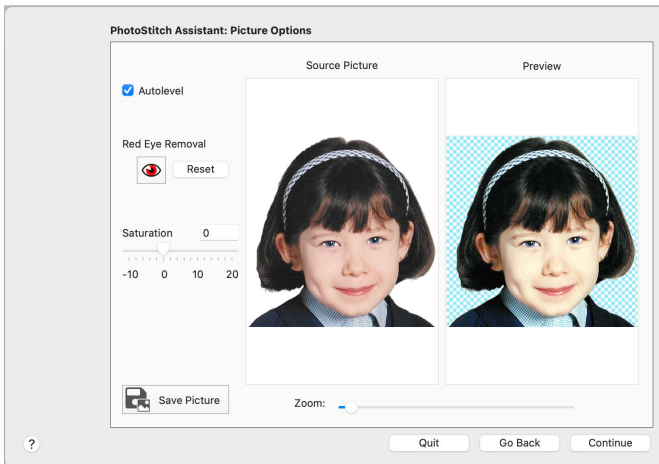 PhotoStitch Assistant: Picture Options
Source Picture
Preview
Autolevel
Red Eye Removal
Reset
Saturation 0
-10 0 10 20
Save Picture
Zoom:
? Quit Go Back Continue